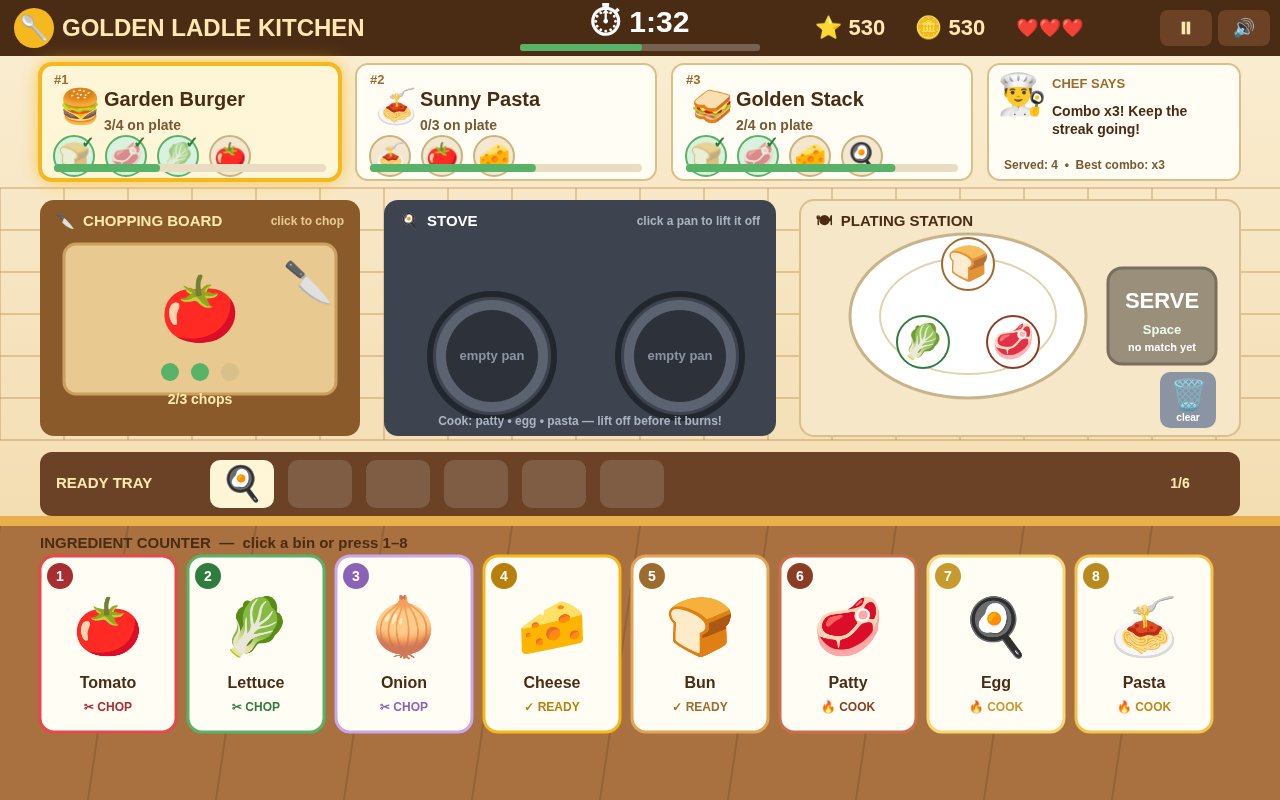 GOLDEN LADLE KITCHEN
1:32
530
530
#1
Garden Burger
3/4 on plate
#2
Sunny Pasta
0/3 on plate
#3
Golden Stack
2/4 on plate
CHEF SAYS
Combo x3! Keep the
streak going!
Served: 4 • Best combo: x3
CHOPPING BOARD
click to chop
2/3 chops
STOVE
click a pan to lift it off
empty pan
empty pan
Cook: patty • egg • pasta — lift off before it burns!
PLATING STATION
SERVE
Space
no match yet
clear
READY TRAY
1/6
INGREDIENT COUNTER — click a bin or press 1–8
1
Tomato
✂ CHOP
2
Lettuce
✂ CHOP
3
Onion
✂ CHOP
4
Cheese
✓ READY
5
Bun
✓ READY
6
Patty
🔥 COOK
7
Egg
🔥 COOK
8
Pasta
🔥 COOK